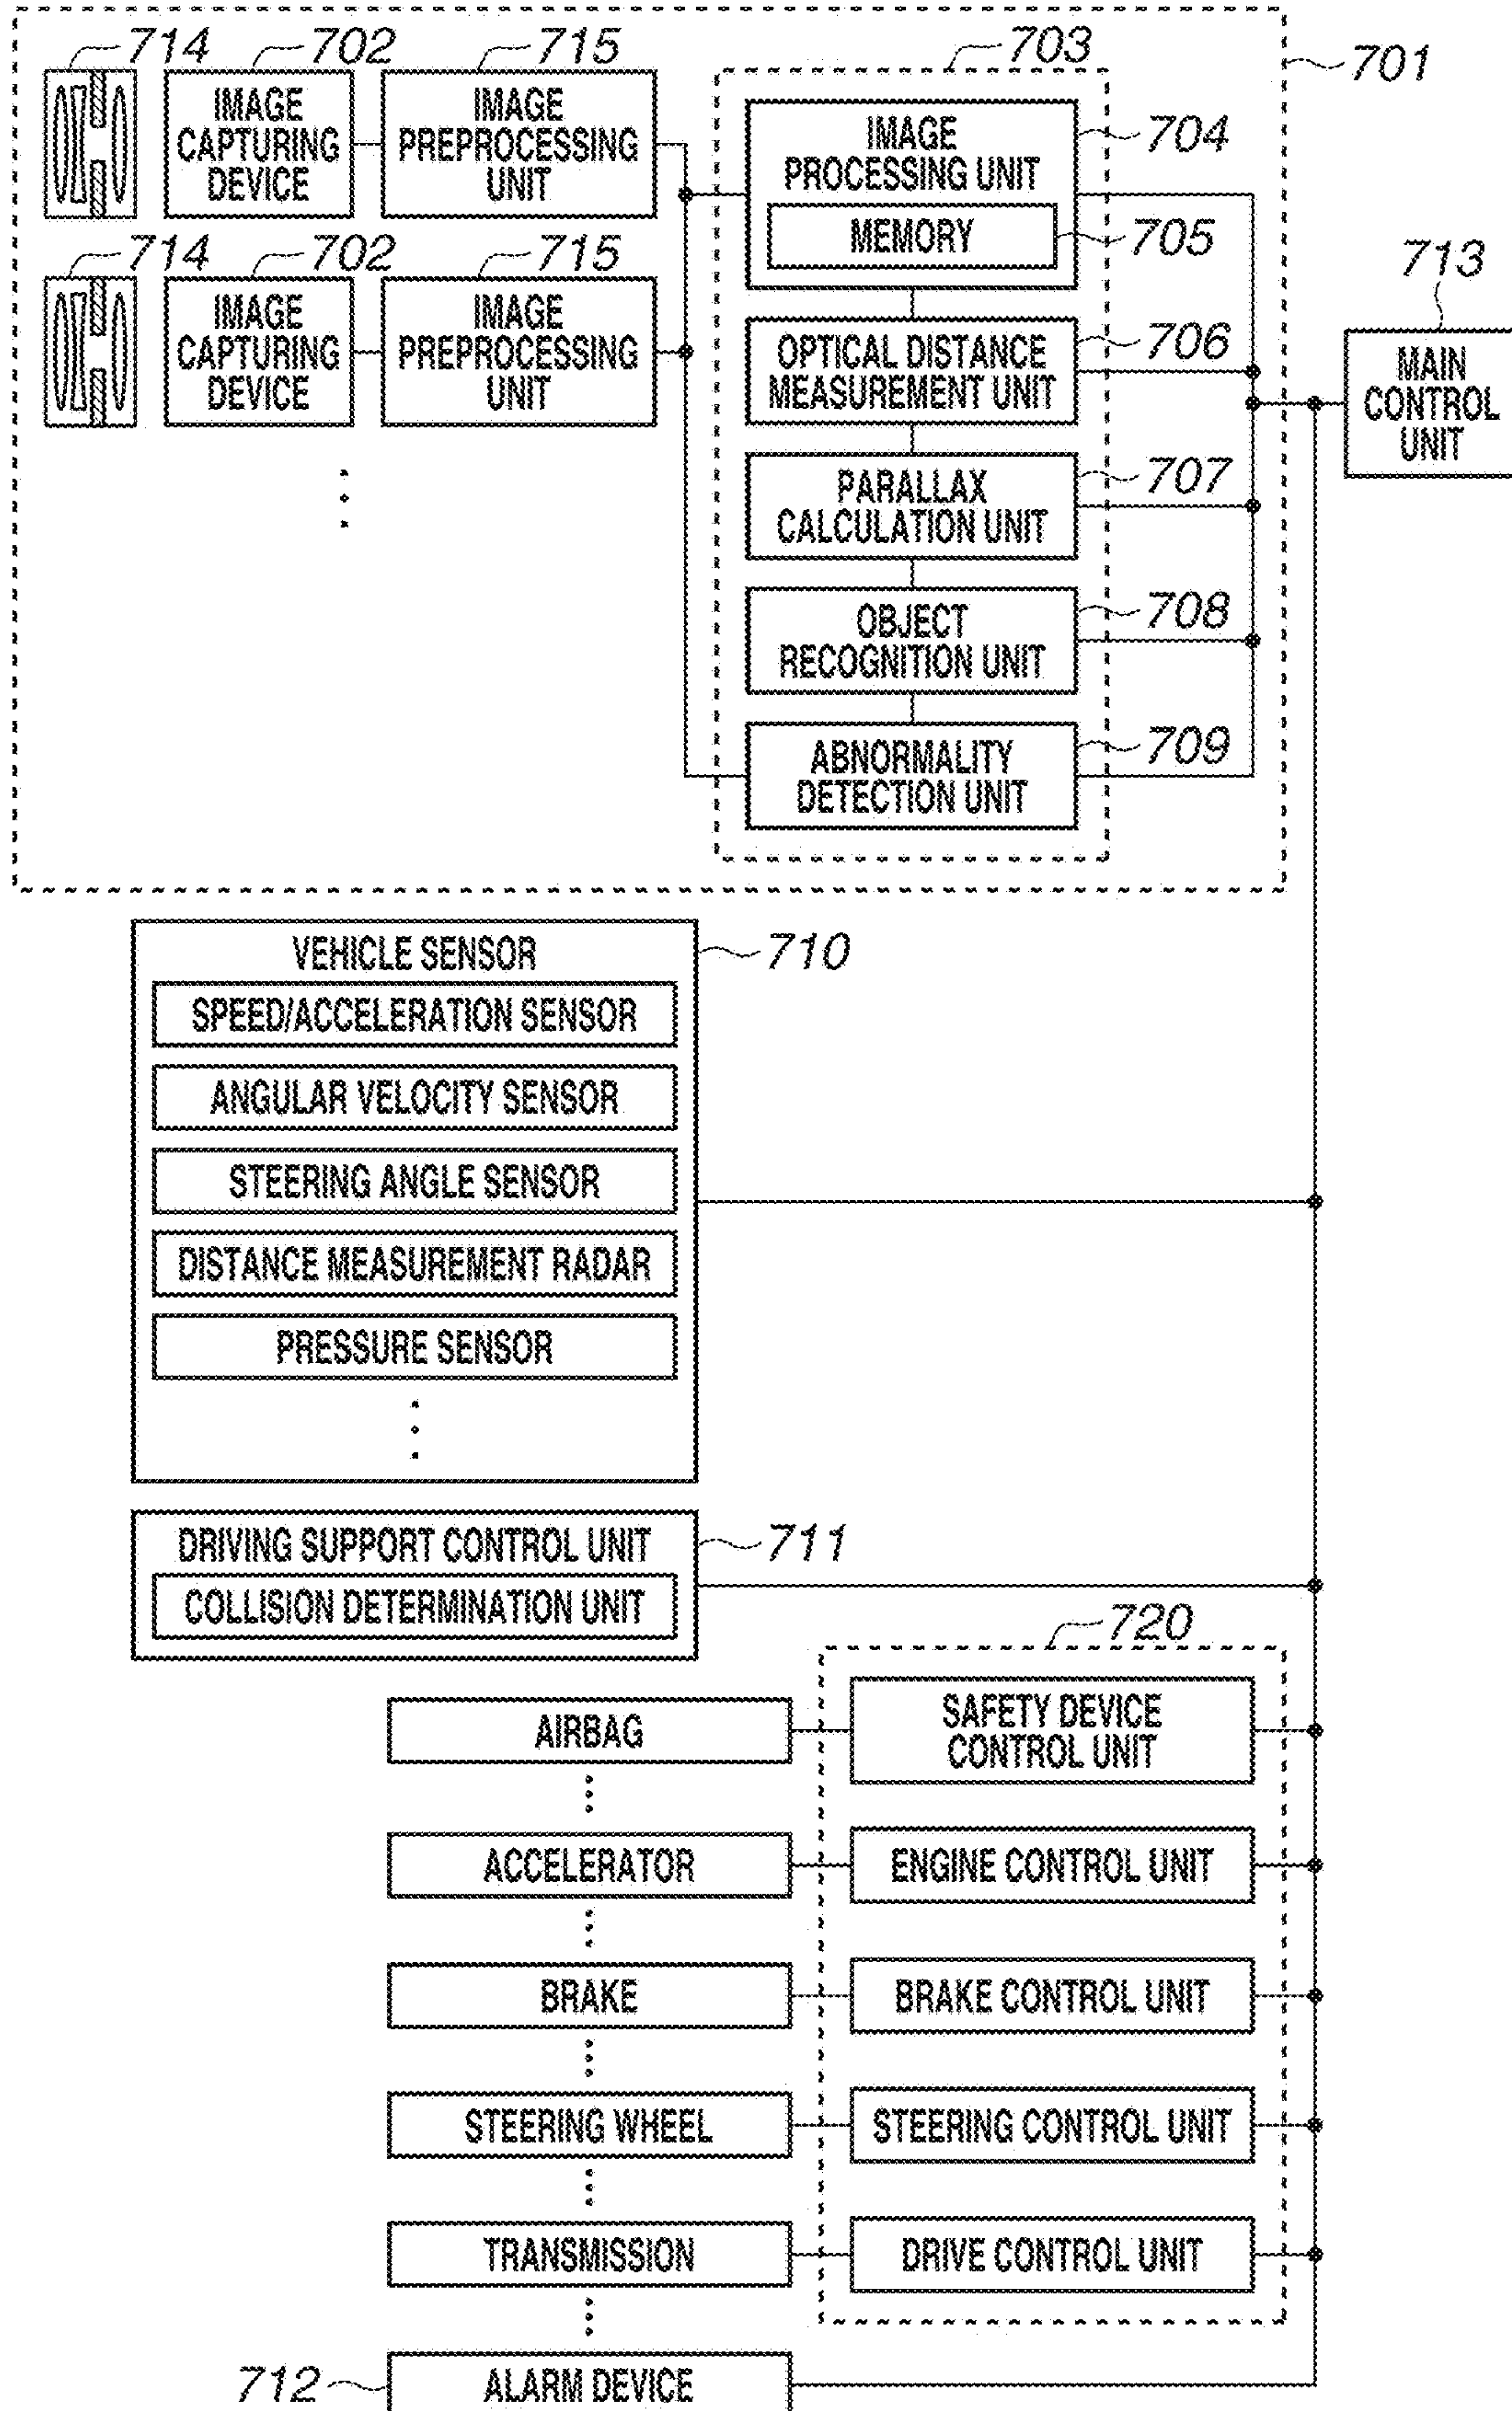 714
702
715
703
701
IMAGE
CAPTURING
DEVICE
IMAGE
PREPROCESSING
UNIT
IMAGE
PROCESSING UNIT
704
MEMORY
705
714
702
715
713
IMAGE
CAPTURING
DEVICE
IMAGE
PREPROCESSING
UNIT
OPTICAL DISTANCE
MEASUREMENT UNIT
706
MAIN
CONTROL
UNIT
PARALLAX
CALCULATION UNIT
707
OBJECT
RECOGNITION UNIT
708
ABNORMALITY
DETECTION UNIT
709
VEHICLE SENSOR
710
SPEED/ACCELERATION SENSOR
ANGULAR VELOCITY SENSOR
STEERING ANGLE SENSOR
DISTANCE MEASUREMENT RADAR
PRESSURE SENSOR
DRIVING SUPPORT CONTROL UNIT
711
COLLISION DETERMINATION UNIT
720
AIRBAG
SAFETY DEVICE
CONTROL UNIT
ACCELERATOR
ENGINE CONTROL UNIT
BRAKE
BRAKE CONTROL UNIT
STEERING WHEEL
STEERING CONTROL UNIT
TRANSMISSION
DRIVE CONTROL UNIT
712
ALARM DEVICE